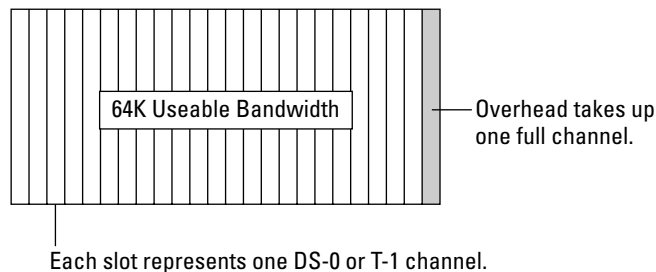 64K Useable Bandwidth
Overhead takes up
one full channel.
Each slot represents one DS-0 or T-1 channel.